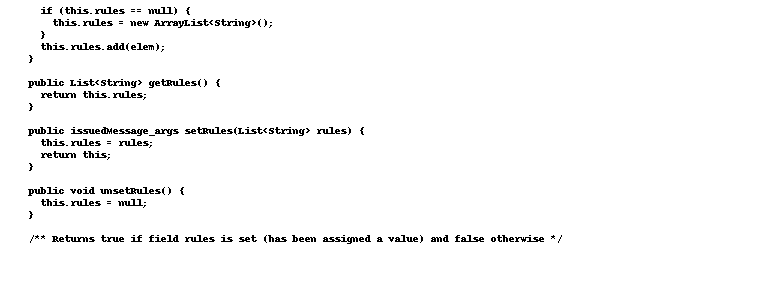 if (this.rules == null) {
this.rules = new ArrayList<String>();
}
this.rules.add(elem);
}
public List<String> getRules() {
return this.rules;
}
public issuedMessage_args setRules(List<String> rules) {
this.rules = rules;
return this;
}
public void unsetRules() {
this.rules = null;
}
/** Returns true if field rules is set (has been assigned a value) and false otherwise */